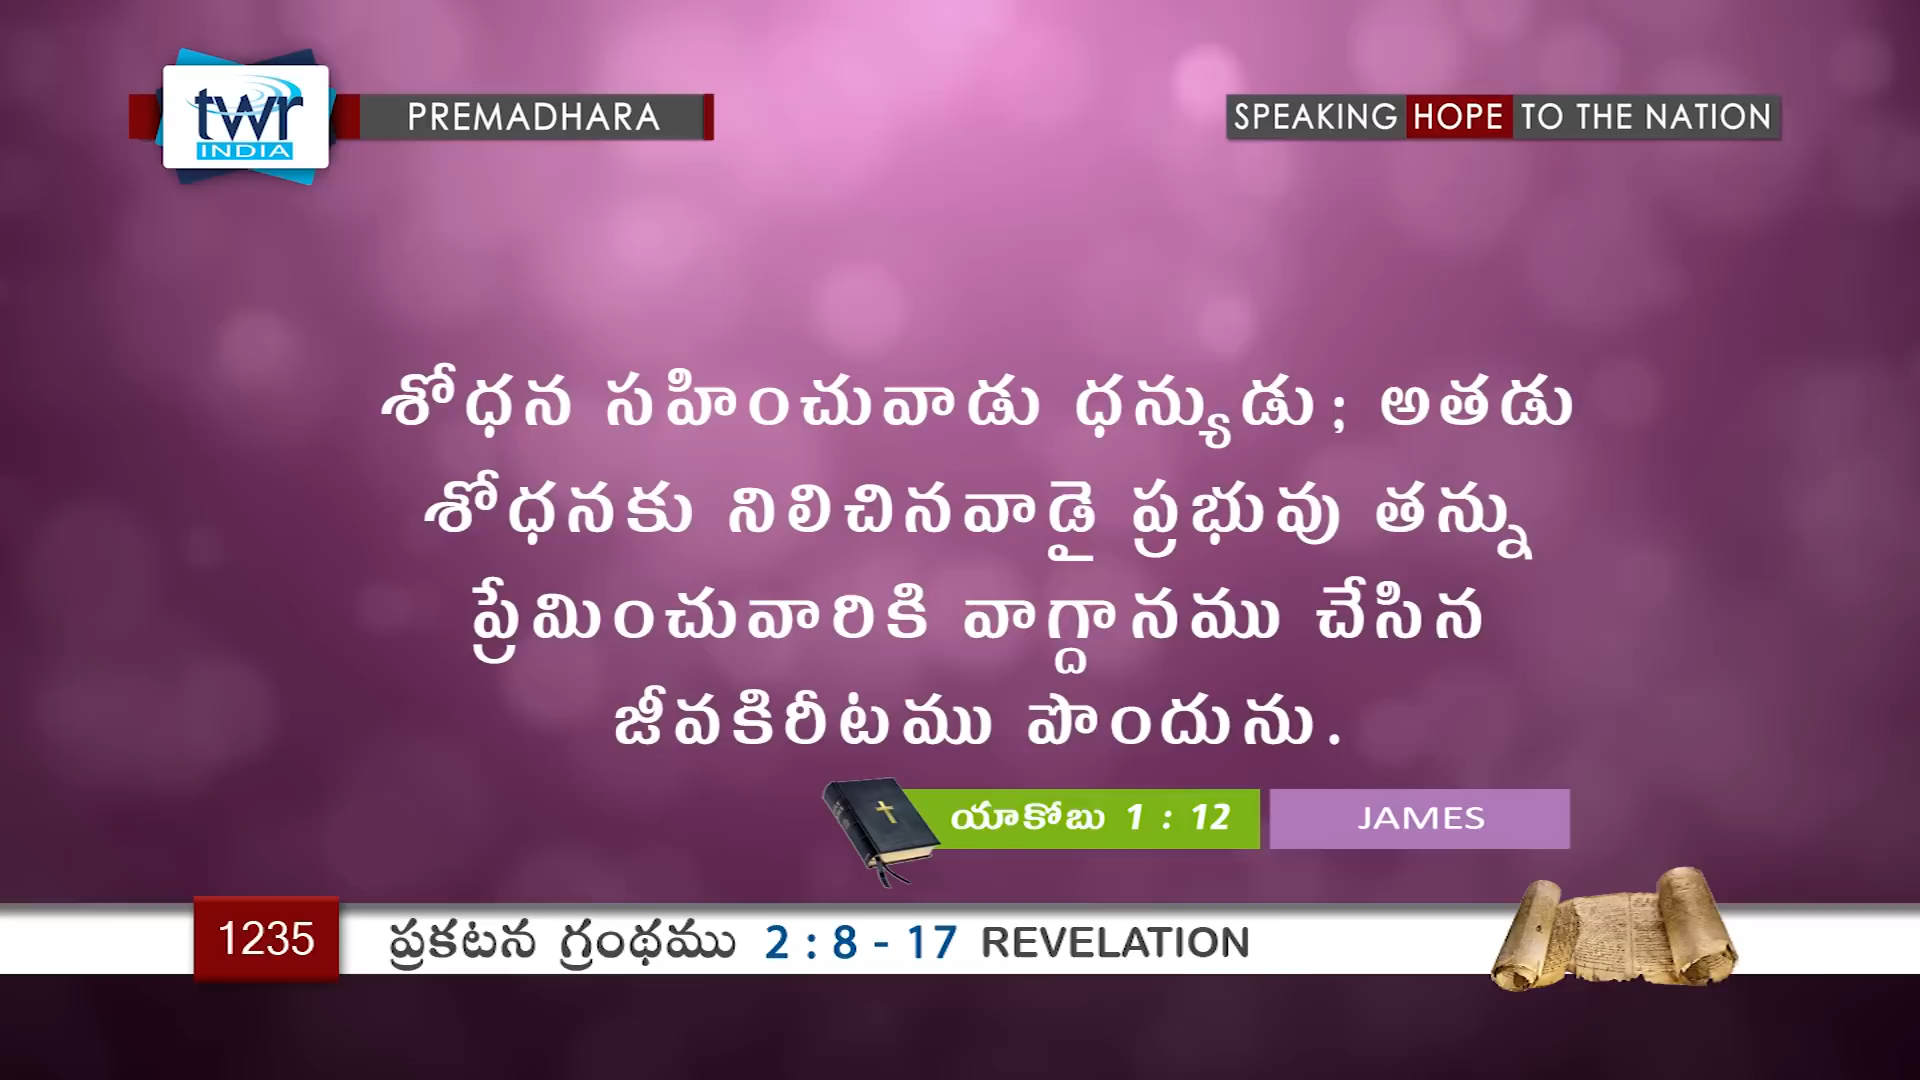 twr
INDIA
PREMADHARA
SPEAKING HOPE TO THE NATION
శోధన సహించువాడు ధన్యుడు; అతడు
శోధనకు నిలిచినవాడై ప్రభువు తన్ను
ప్రేమించువారికి వాగ్దానము చేసిన
జీవకిరీటము పొందును.
యాకోబు 1 : 12 JAMES
1235 ప్రకటన గ్రంథము 2 : 8 - 17 REVELATION